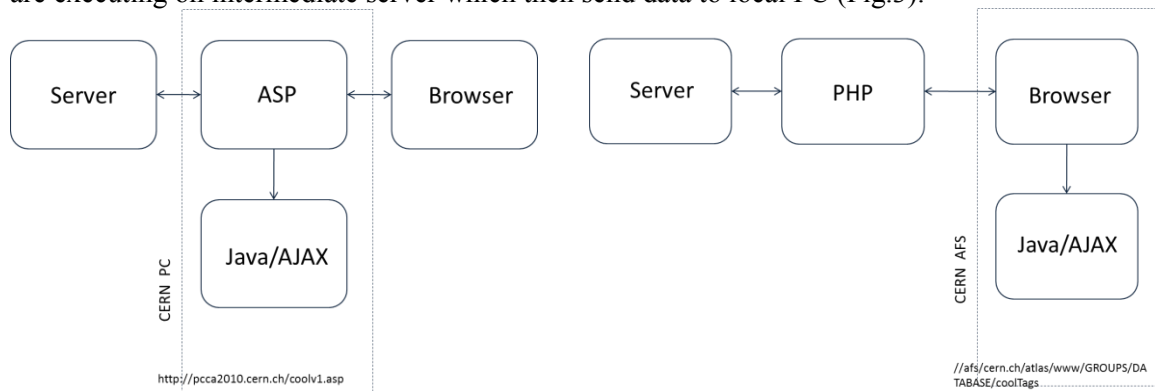 are executing on intermediate server which then send data to local PC (Fig.3).
Server
ASP
Browser
Java/AJAX
CERN PC
http://pcca2010.cern.ch/coolv1.asp
Server
PHP
Browser
Java/AJAX
CERN AFS
//afs/cern.ch/atlas/www/GROUPS/DA
TABASE/coolTags